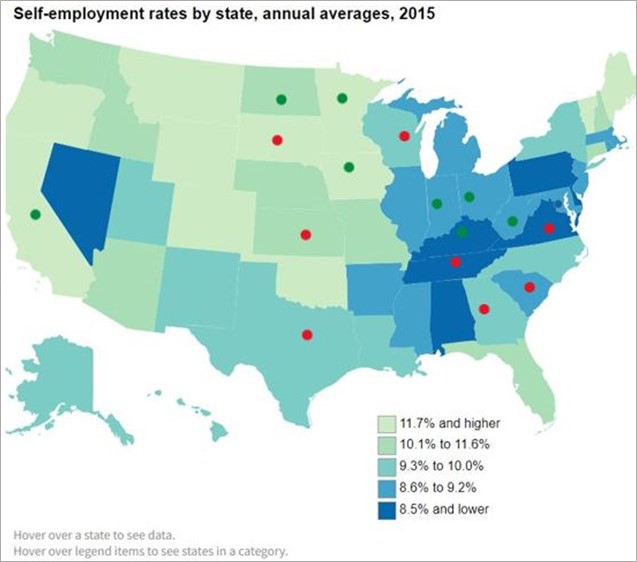 Self-employment rates by state, annual averages, 2015
11.7% and higher
10.1% to 11.6%
9.3% to 10.0%
8.6% to 9.2%
8.5% and lower
Hover over a state to see data.
Hover over legend items to see states in a category.